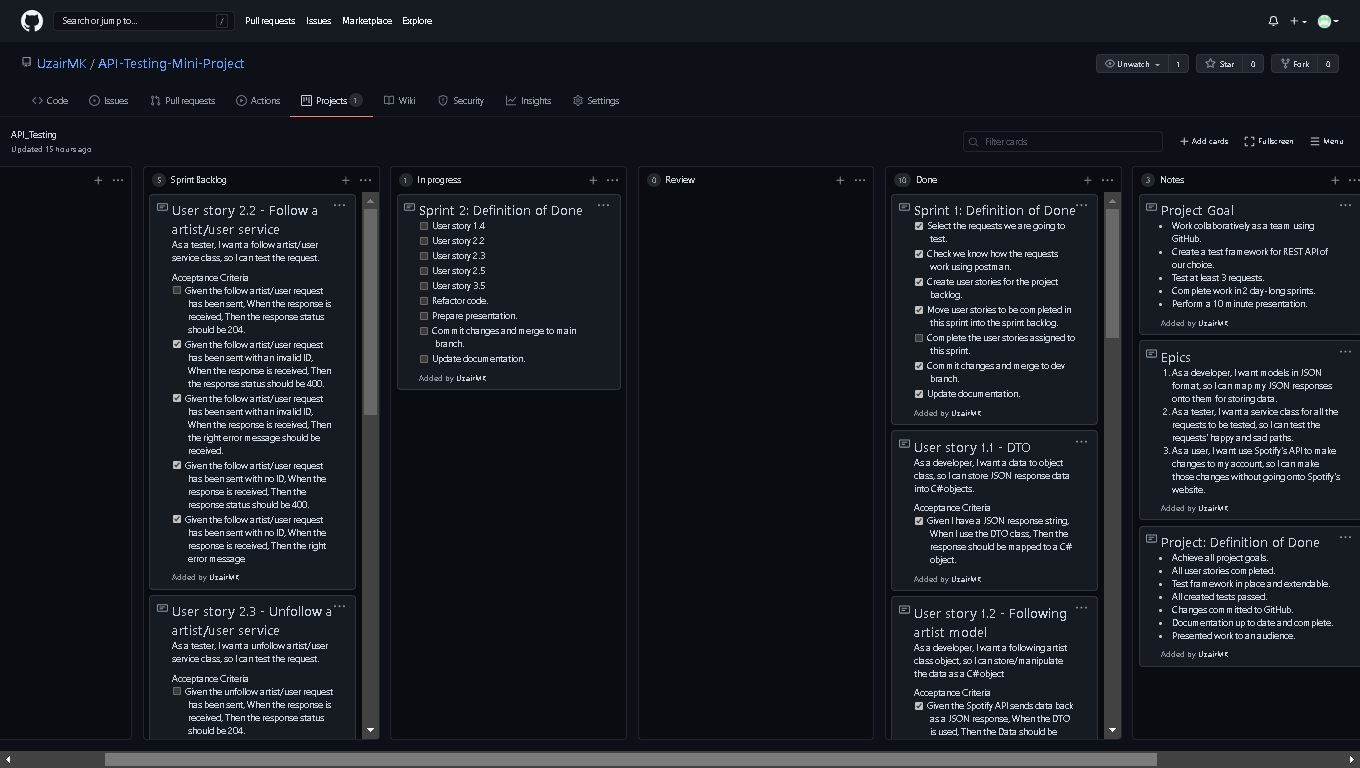 Search or jump to...
/
Pull requests
Issues
Marketplace
Explore
UzairMK / API-Testing-Mini-Project
Unwatch
1
Star
0
Fork
0
Code
Issues
Pull requests
Actions
Projects 1
Wiki
Security
Insights
Settings
API_Testing
Updated 15 hours ago
Filter cards
Add cards
Fullscreen
Menu
5 Sprint Backlog
User story 2.2 - Follow a
artist/user service
As a tester, I want a follow artist/user
service class, so I can test the request.
Acceptance Criteria
Given the follow artist/user request
has been sent, When the response is
received, Then the response status
should be 204.
Given the follow artist/user request
has been sent with an invalid ID,
When the response is received, Then
the response status should be 400.
Given the follow artist/user request
has been sent with an invalid ID,
When the response is received, Then
the right error message should be
received.
Given the follow artist/user request
has been sent with no ID, When the
response is received, Then the
response status should be 400.
Given the follow artist/user request
has been sent with no ID, When the
response is received, Then the right
error message
Added by UzairMK
User story 2.3 - Unfollow a
artist/user service
As a tester, I want a unfollow artist/user
service class, so I can test the request.
Acceptance Criteria
Given the unfollow artist/user request
has been sent, When the response is
received, Then the response status
should be 204.
1 In progress
Sprint 2: Definition of Done
User story 1.4
User story 2.2
User story 2.3
User story 2.5
User story 3.5
Refactor code.
Prepare presentation.
Commit changes and merge to main
branch.
Update documentation.
Added by UzairMK
0 Review
10 Done
Sprint 1: Definition of Done
Select the requests we are going to
test.
Check we know how the requests
work using postman.
Create user stories for the project
backlog.
Move user stories to be completed in
this sprint into the sprint backlog.
Complete the user stories assigned to
this sprint.
Commit changes and merge to dev
branch.
Update documentation.
Added by UzairMK
User story 1.1 - DTO
As a developer, I want a data to object
class, so I can store JSON response data
into C# objects.
Acceptance Criteria
Given I have a JSON response string,
When I use the DTO class, Then the
response should be mapped to a C#
object.
Added by UzairMK
User story 1.2 - Following
artist model
As a developer, I want a following artist
class object, so I can store/manipulate
the data as a C# object
Acceptance Criteria
Given the Spotify API sends data back
as a JSON response, When the DTO
is used, Then the Data should be
3 Notes
Project Goal
Work collaboratively as a team using
GitHub.
Create a test framework for REST API of
our choice.
Test at least 3 requests.
Complete work in 2 day-long sprints.
Perform a 10 minute presentation.
Added by UzairMK
Epics
1. As a developer, I want models in JSON
format, so I can map my JSON responses
onto them for storing data.
2. As a tester, I want a service class for all the
requests to be tested, so I can test the
requests' happy and sad paths.
3. As a user, I want use Spotify's API to make
changes to my account, so I can make
those changes without going onto Spotify's
website.
Added by UzairMK
Project: Definition of Done
Achieve all project goals.
All user stories completed.
Test framework in place and extendable.
All created tests passed.
Changes committed to GitHub.
Documentation up to date and complete.
Presented work to an audience.
Added by UzairMK